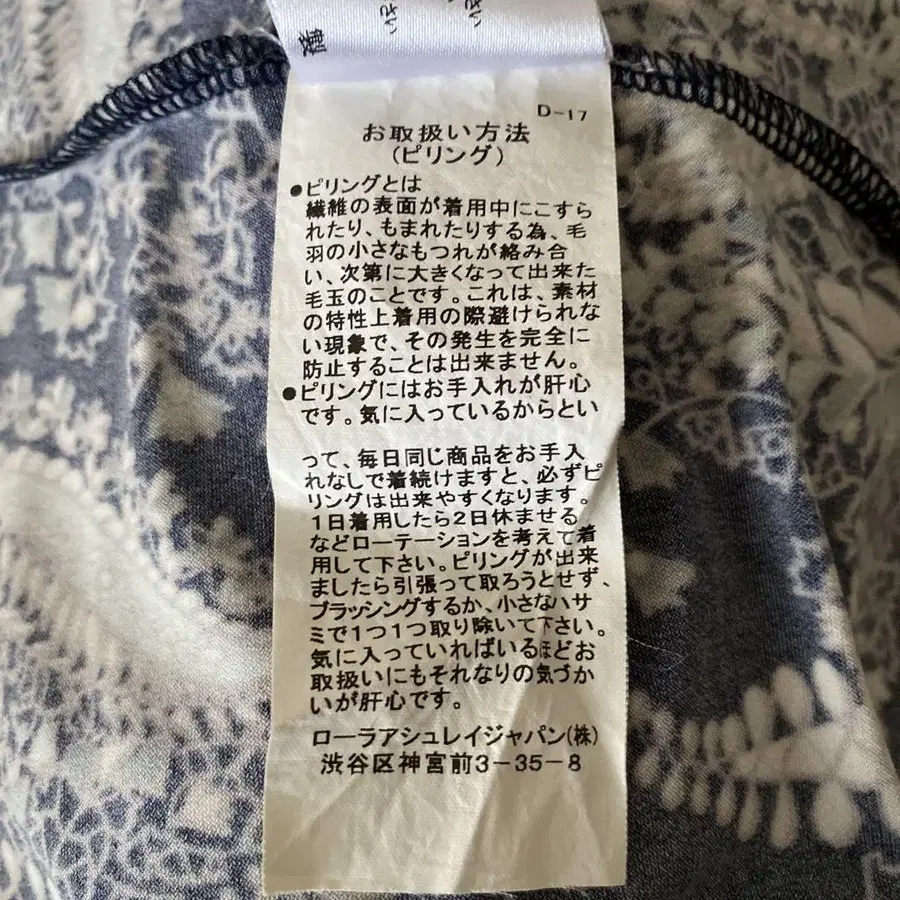 さい
さい
D-17
お取扱い方法
(ピリング)
●ピリングとは
繊維の表面が着用中にこすら
れたり、もまれたりする為、毛
羽の小さなもつれが絡み合
い、次第に大きくなって出来た
毛玉のことです。これは、素材
の特性上着用の際避けられな
い現象で、その発生を完全に
防止することは出来ません。
●ピリングにはお手入れが肝心
です。気に入っているからとい
って、毎日同じ商品をお手入
れなしで着続けますと、必ずピ
リングは出来やすくなります。
1日着用したら2日休ませる
などローテーションを考えて着
用して下さい。ピリングが出来
ましたら引張って取ろうとせず、
ブラッシングするか、小さなハサ
ミで1つ1つ取り除いて下さい。
気に入っていればいるほどお
取扱いにもそれなりの気づか
いが肝心です。
ローラアシュレイジャパン(株)
渋谷区神宮前3-35-8